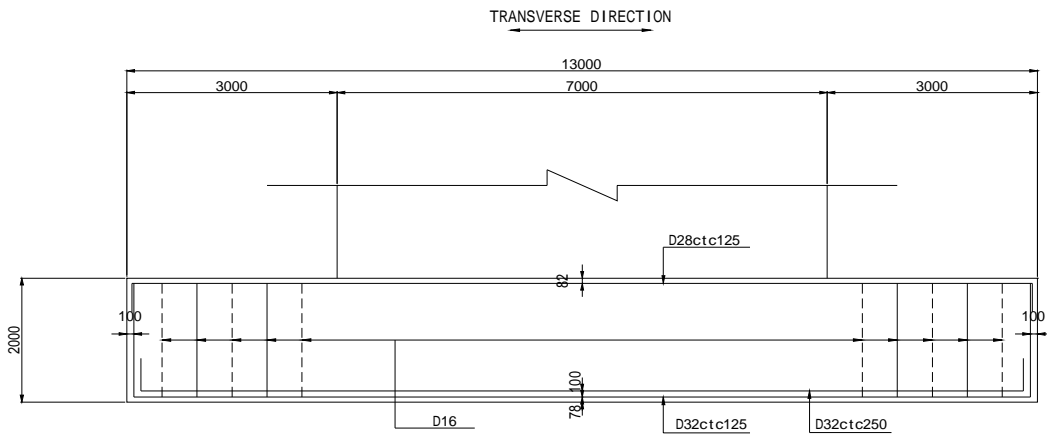 TRANSVERSE DIRECTION
13000
3000 7000 3000
D28ctc125
82
100 100
2000
100
78
D16 D32ctc125 D32ctc250